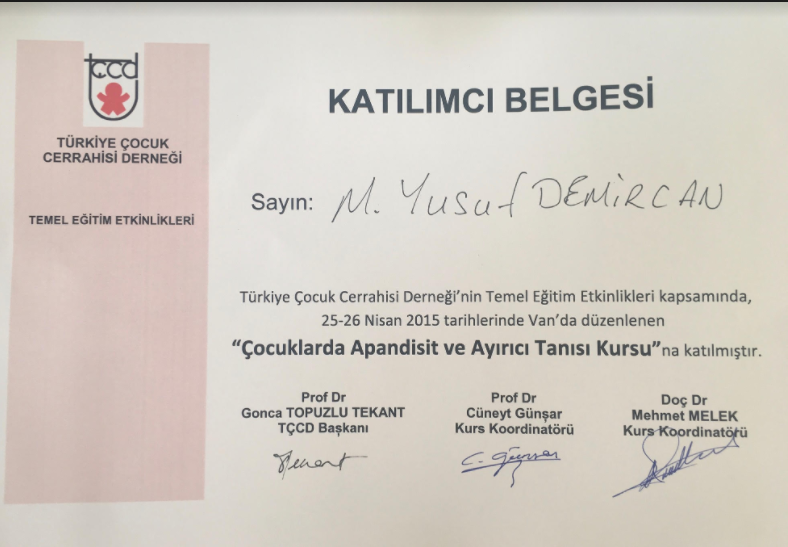 tccd
TÜRKİYE ÇOCUK
CERRAHİSİ DERNEĞİ
TEMEL EĞİTİM ETKİNLİKLERİ
KATILIMCI BELGESİ
Sayın: M. Yusuf DEMİRCAN
Türkiye Çocuk Cerrahisi Derneği’nin Temel Eğitim Etkinlikleri kapsamında,
25-26 Nisan 2015 tarihlerinde Van’da düzenlenen
“Çocuklarda Apandisit ve Ayırıcı Tanısı Kursu”na katılmıştır.
Prof Dr
Gonca TOPUZLU TEKANT
TÇCD Başkanı
Tekant
Prof Dr
Cüneyt Günşar
Kurs Koordinatörü
C. Günşar
Doç Dr
Mehmet MELEK
Kurs Koordinatörü